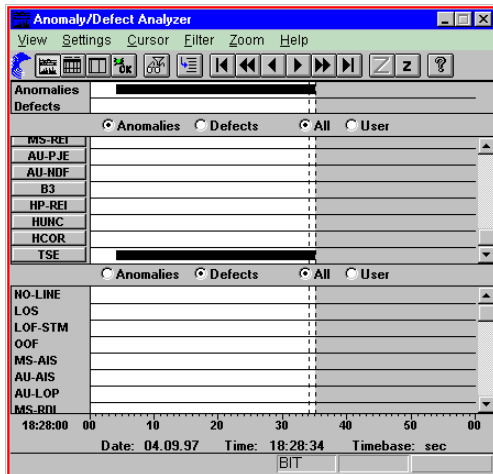 Anomaly/Defect Analyzer
View Settings Cursor Filter Zoom Help
OK Z z ?
Anomalies
Defects
Anomalies Defects All User
MS-REI
AU-PJE
AU-NDF
B3
HP-REI
HUNC
HCOR
TSE
Anomalies Defects All User
NO-LINE
LOS
LOF-STM
OOF
MS-AIS
AU-AIS
AU-LOP
MS-RDI
18:28:00 00 10 20 30 40 50 00
Date: 04.09.97 Time: 18:28:34 Timebase: sec
BIT